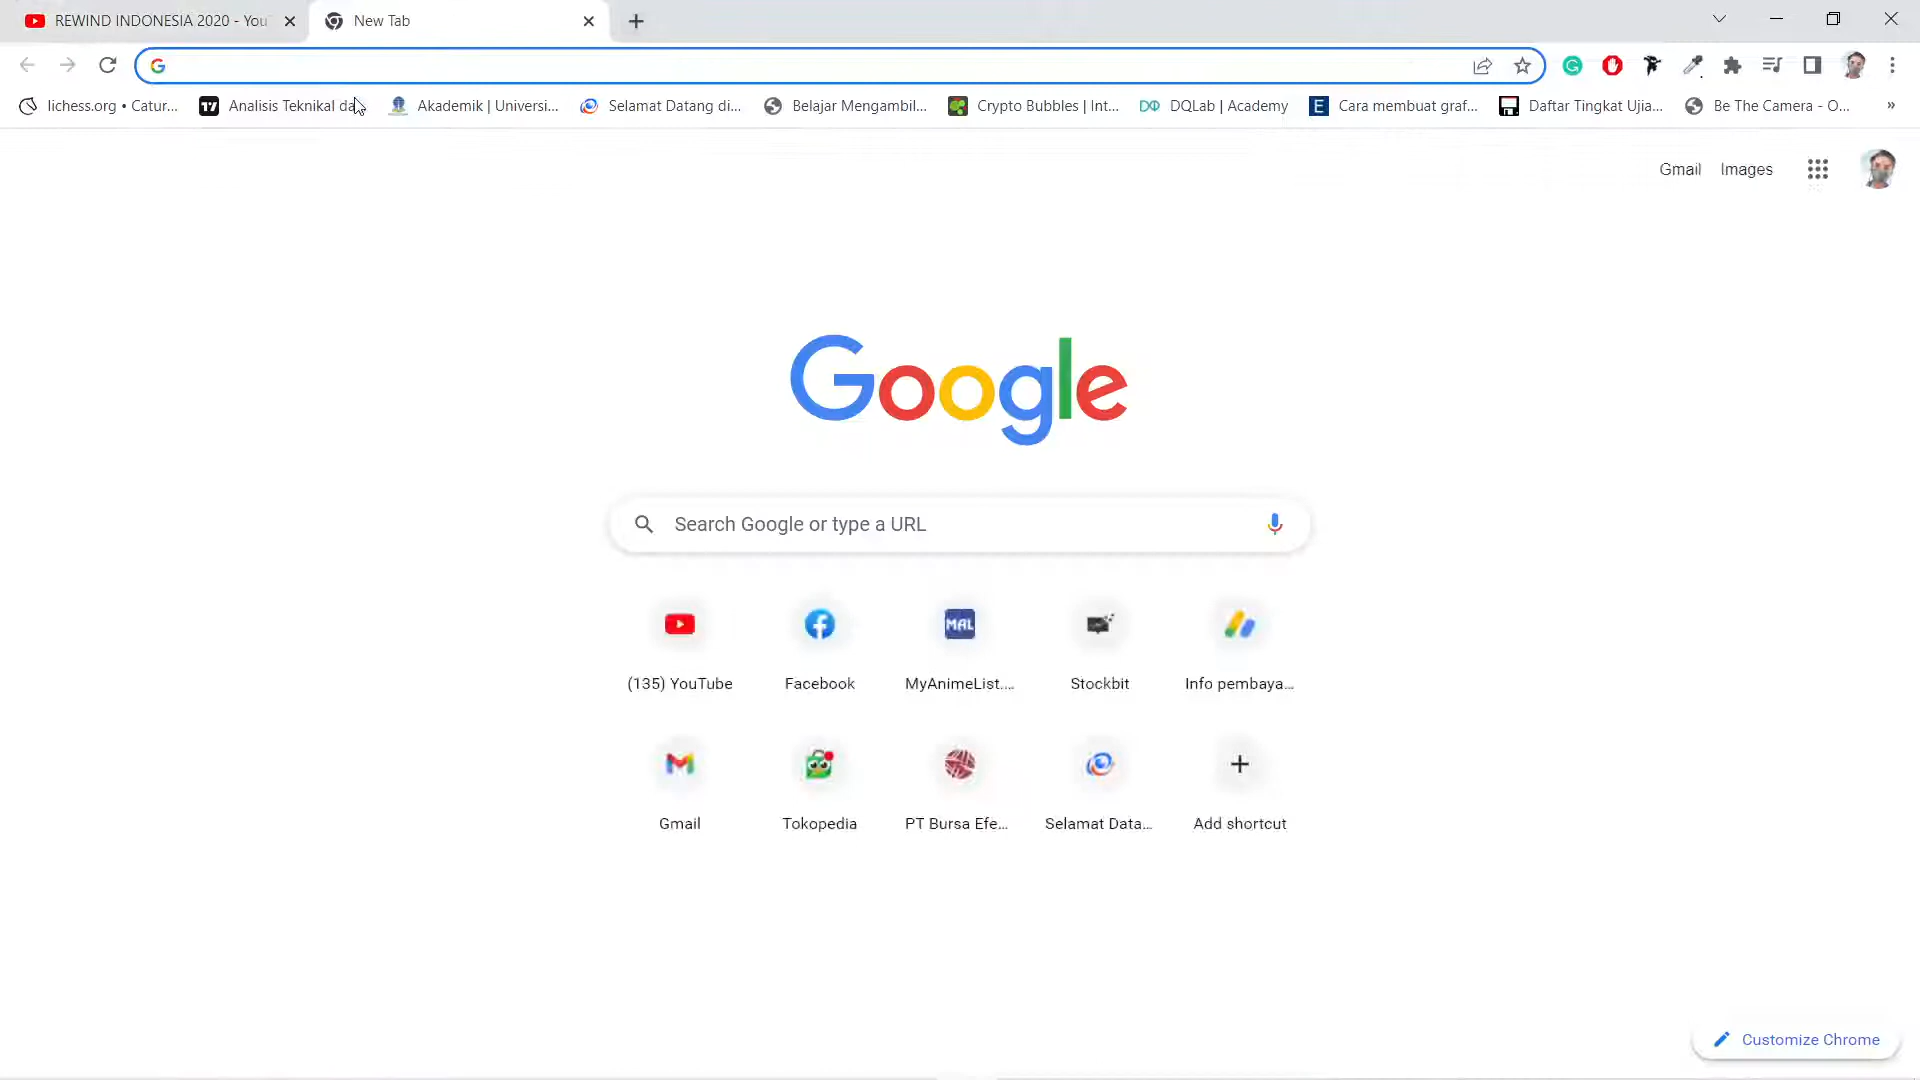 REWIND INDONESIA 2020 - You
New Tab
lichess.org • Catur...
Analisis Teknikal da
Akademik | Universi...
Selamat Datang di...
Belajar Mengambil...
Crypto Bubbles | Int...
DQLab | Academy
Cara membuat graf...
Daftar Tingkat Ujia...
Be The Camera - O...
»
Gmail Images
Google
Search Google or type a URL
MAL
(135) YouTube
Facebook
MyAnimeList....
Stockbit
Info pembaya...
Gmail
Tokopedia
PT Bursa Efe...
Selamat Data...
Add shortcut
Customize Chrome